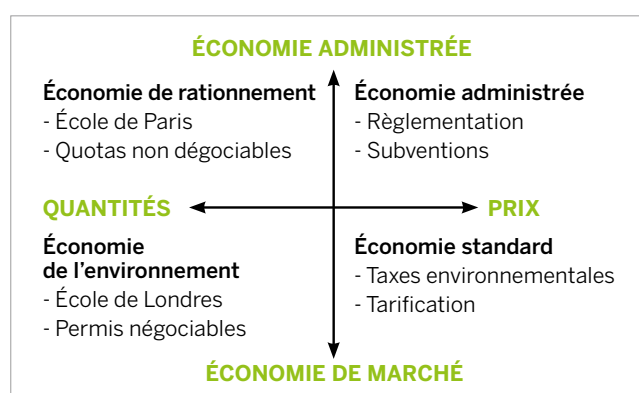 ÉCONOMIE ADMINISTRÉE
Économie de rationnement
- École de Paris
- Quotas non dégociables
Économie administrée
- Règlementation
- Subventions
QUANTITÉS
PRIX
Économie
de l'environnement
- École de Londres
- Permis négociables
Économie standard
- Taxes environnementales
- Tarification
ÉCONOMIE DE MARCHÉ